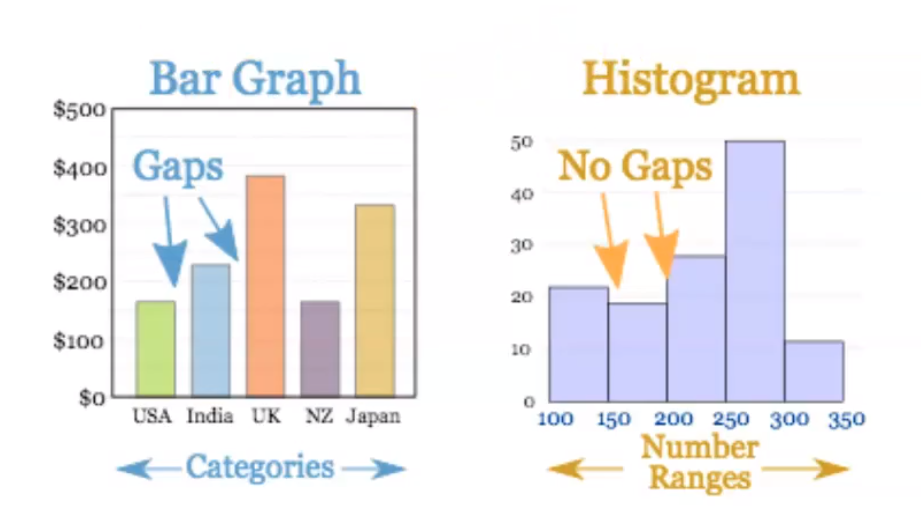 Bar Graph
$500
$400
$300
$200
$100
$0
Gaps
USA India UK NZ Japan
Categories
Histogram
50
40
30
20
10
0
No Gaps
100 150 200 250 300 350
Number
Ranges